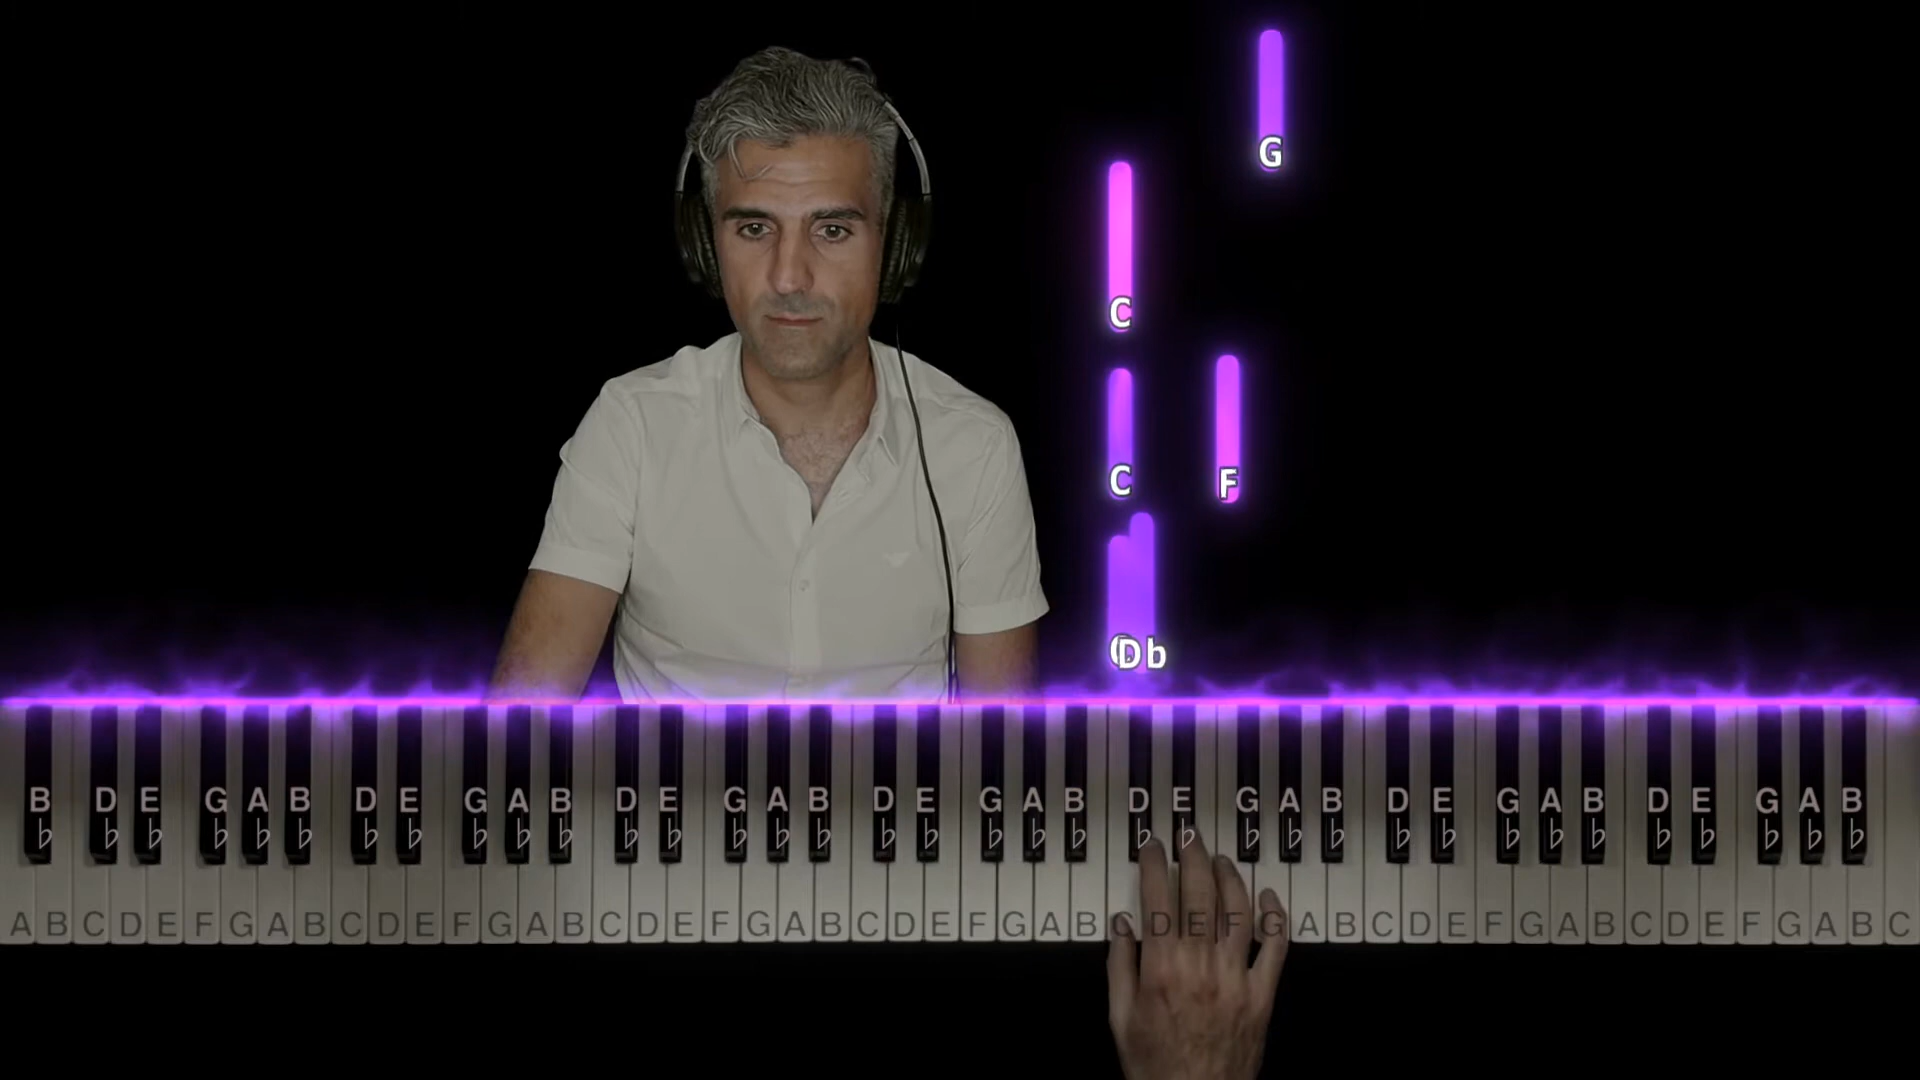 G
C
C F
C Db
B D E G A B D E G A B D E G A B D E G A B D E G A B D E G A B D E G A B
♭ ♭ ♭ ♭ ♭ ♭ ♭ ♭ ♭ ♭ ♭ ♭ ♭ ♭ ♭ ♭ ♭ ♭ ♭ ♭ ♭ ♭ ♭ ♭ ♭ ♭ ♭ ♭ ♭ ♭ ♭ ♭ ♭ ♭ ♭ ♭
A B C D E F G A B C D E F G A B C D E F G A B C D E F G A B C D E F G A B C D E F G A B C D E F G A B C